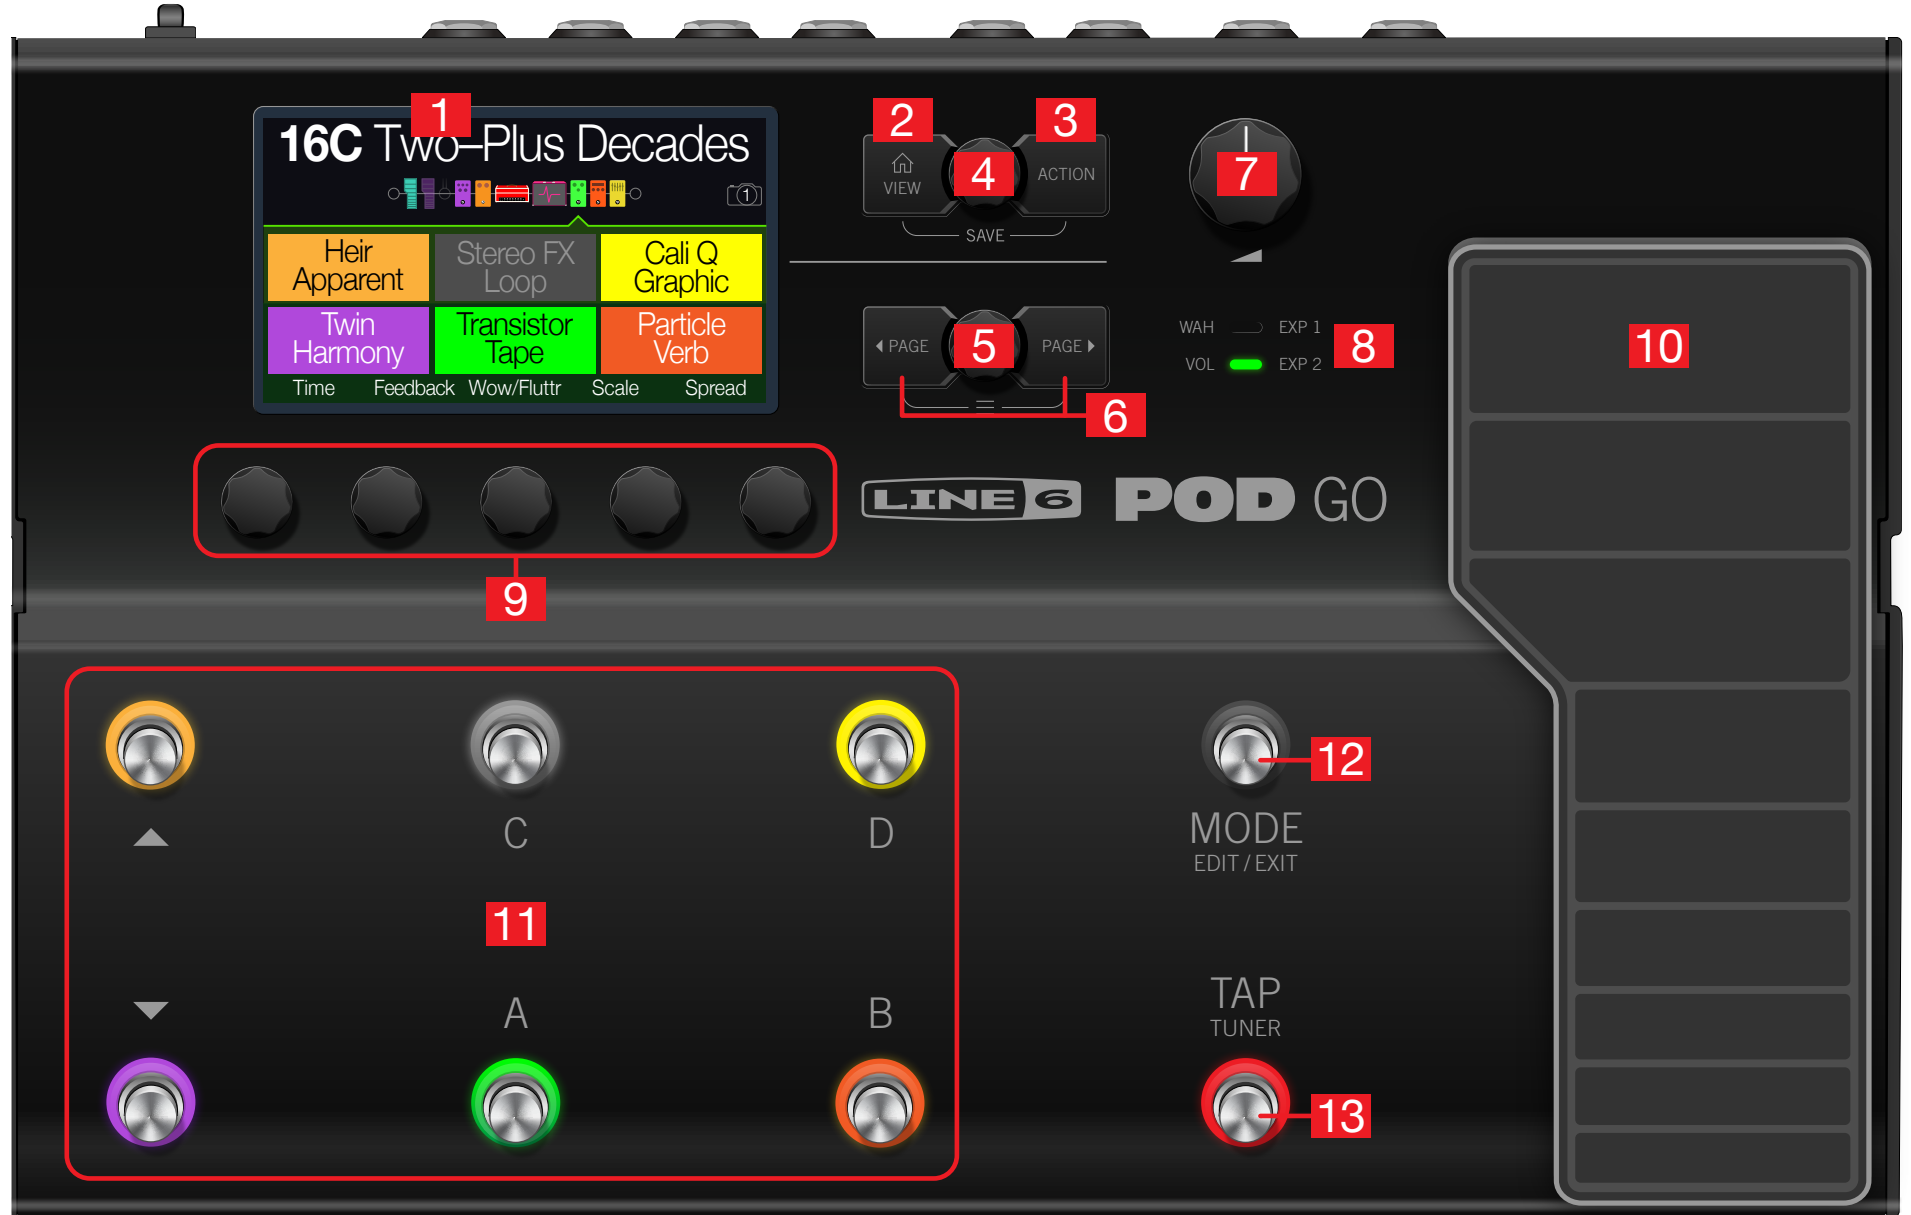 1
16C Two–Plus Decades
1
Heir Apparent
Stereo FX Loop
Cali Q Graphic
Twin Harmony
Transistor Tape
Particle Verb
Time Feedback Wow/Fluttr Scale Spread
2
VIEW
4
3
ACTION
SAVE
7
PAGE
5
PAGE
6
WAH EXP 1
VOL EXP 2
8
10
9
LINE 6 POD GO
C
D
12
MODE
EDIT / EXIT
11
A
B
TAP
TUNER
13